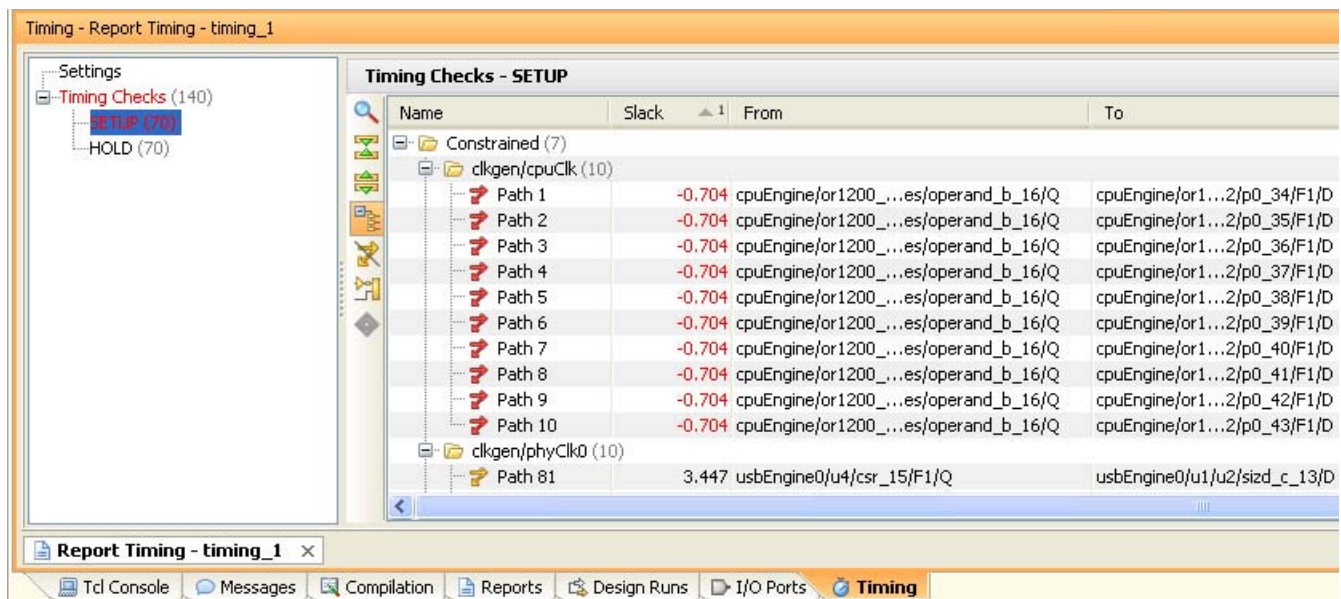 Timing - Report Timing - timing_1
Settings
Timing Checks (140)
SETUP (70)
HOLD (70)
Timing Checks - SETUP
Name Slack 1 From To
Constrained (7)
clkgen/cpuClk (10)
Path 1 -0.704 cpuEngine/or1200_...es/operand_b_16/Q cpuEngine/or1...2/p0_34/F1/D
Path 2 -0.704 cpuEngine/or1200_...es/operand_b_16/Q cpuEngine/or1...2/p0_35/F1/D
Path 3 -0.704 cpuEngine/or1200_...es/operand_b_16/Q cpuEngine/or1...2/p0_36/F1/D
Path 4 -0.704 cpuEngine/or1200_...es/operand_b_16/Q cpuEngine/or1...2/p0_37/F1/D
Path 5 -0.704 cpuEngine/or1200_...es/operand_b_16/Q cpuEngine/or1...2/p0_38/F1/D
Path 6 -0.704 cpuEngine/or1200_...es/operand_b_16/Q cpuEngine/or1...2/p0_39/F1/D
Path 7 -0.704 cpuEngine/or1200_...es/operand_b_16/Q cpuEngine/or1...2/p0_40/F1/D
Path 8 -0.704 cpuEngine/or1200_...es/operand_b_16/Q cpuEngine/or1...2/p0_41/F1/D
Path 9 -0.704 cpuEngine/or1200_...es/operand_b_16/Q cpuEngine/or1...2/p0_42/F1/D
Path 10 -0.704 cpuEngine/or1200_...es/operand_b_16/Q cpuEngine/or1...2/p0_43/F1/D
clkgen/phyClk0 (10)
Path 81 3.447 usbEngine0/u4/csr_15/F1/Q usbEngine0/u1/u2/sizd_c_13/D
Report Timing - timing_1
Tcl Console Messages Compilation Reports Design Runs I/O Ports Timing